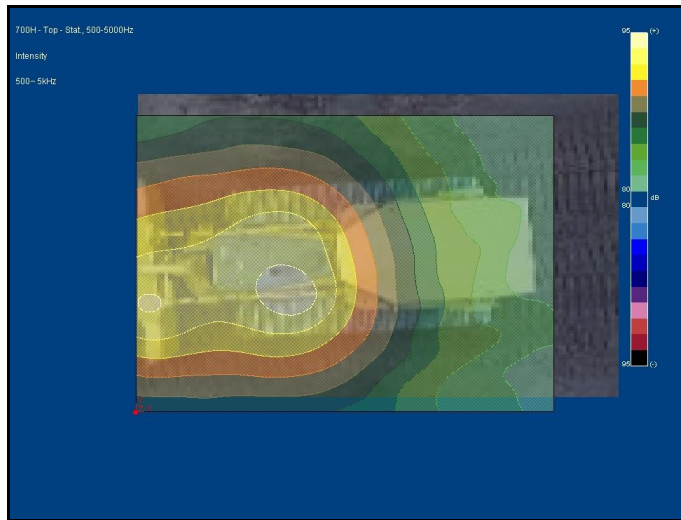 700H - Top - Stat., 500-5000Hz
Intensity
500~ 5kHz
95 (+)
80
80 dB
95 (-)